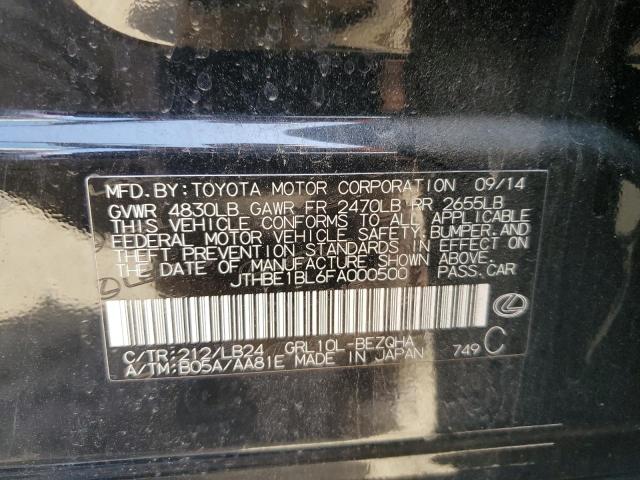 MFD. BY: TOYOTA MOTOR CORPORATION 09/14
GVWR 4830LB GAWR FR 2470LB RR 2655LB
THIS VEHICLE CONFORMS TO ALL APPLICABLE
FEDERAL MOTOR VEHICLE SAFETY, BUMPER, AND
THEFT PREVENTION STANDARDS IN EFFECT ON
THE DATE OF MANUFACTURE SHOWN ABOVE.
JTHBE1BL6FA000500 PASS.CAR
C/TR:212/LB24 GRL10L-BEZQHA
A/TM:B05A/AA81E MADE IN JAPAN 749 C